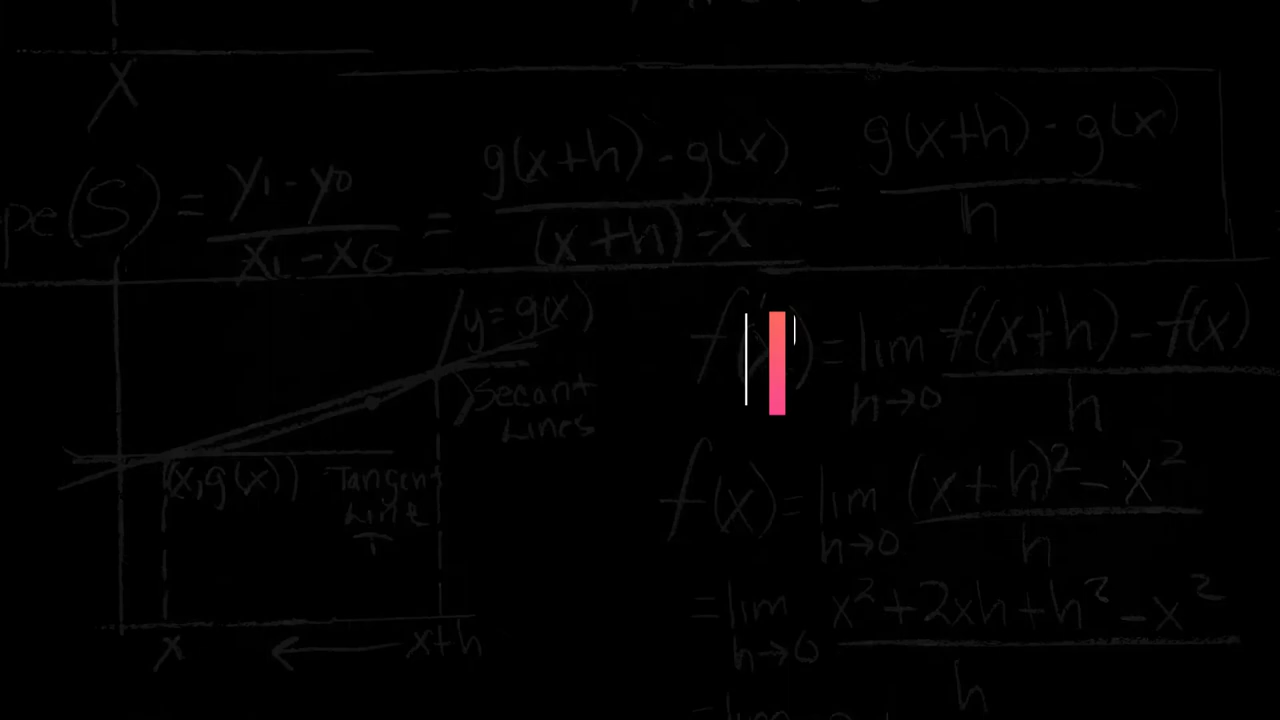 x
pe(S) = y₁ - y₀ / x₁ - x₀ = g(x+h) - g(x) / (x+h) - x = g(x+h) - g(x) / h
y = g(x)
Secant
Lines
(x, g(x))
Tangent
Line
T
x ← x+h
f'(x) = lim h→0 f(x+h) - f(x) / h
f(x) = lim h→0 (x+h)² - x² / h
= lim h→0 x² + 2xh + h² - x² / h
= lim